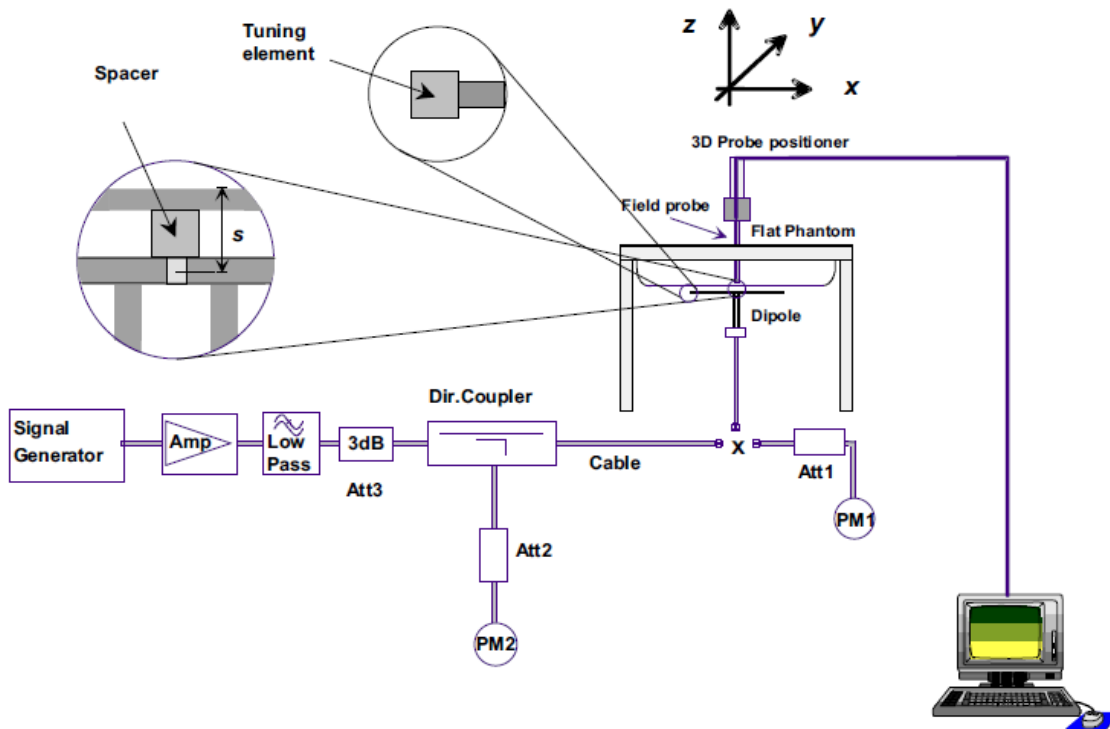 Tuning
element
Spacer
s
z
y
x
3D Probe positioner
Field probe
Flat Phantom
Dipole
Signal
Generator
Amp
Low
Pass
3dB
Att3
Dir.Coupler
Cable
X
Att1
PM1
Att2
PM2